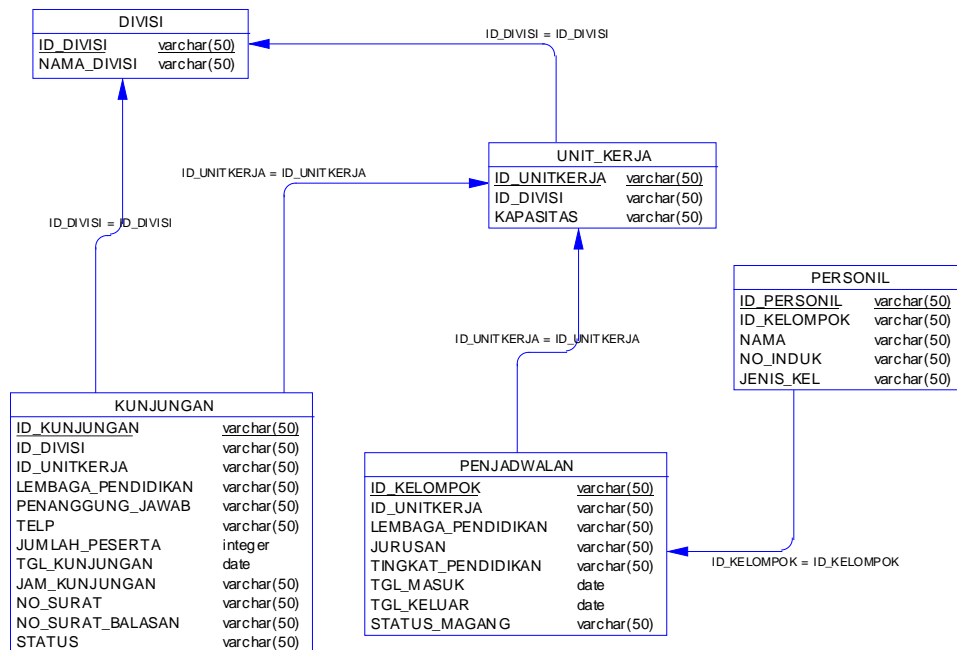 DIVISI
ID_DIVISI varchar(50)
NAMA_DIVISI varchar(50)
ID_DIVISI = ID_DIVISI
UNIT_KERJA
ID_UNITKERJA varchar(50)
ID_DIVISI varchar(50)
KAPASITAS varchar(50)
ID_UNITKERJA = ID_UNITKERJA
ID_DIVISI = ID_DIVISI
PERSONIL
ID_PERSONIL varchar(50)
ID_KELOMPOK varchar(50)
NAMA varchar(50)
NO_INDUK varchar(50)
JENIS_KEL varchar(50)
ID_UNITKERJA = ID_UNITKERJA
KUNJUNGAN
ID_KUNJUNGAN varchar(50)
ID_DIVISI varchar(50)
ID_UNITKERJA varchar(50)
LEMBAGA_PENDIDIKAN varchar(50)
PENANGGUNG_JAWAB varchar(50)
TELP varchar(50)
JUMLAH_PESERTA integer
TGL_KUNJUNGAN date
JAM_KUNJUNGAN varchar(50)
NO_SURAT varchar(50)
NO_SURAT_BALASAN varchar(50)
STATUS varchar(50)
PENJADWALAN
ID_KELOMPOK varchar(50)
ID_UNITKERJA varchar(50)
LEMBAGA_PENDIDIKAN varchar(50)
JURUSAN varchar(50)
TINGKAT_PENDIDIKAN varchar(50)
TGL_MASUK date
TGL_KELUAR date
STATUS_MAGANG varchar(50)
ID_KELOMPOK = ID_KELOMPOK